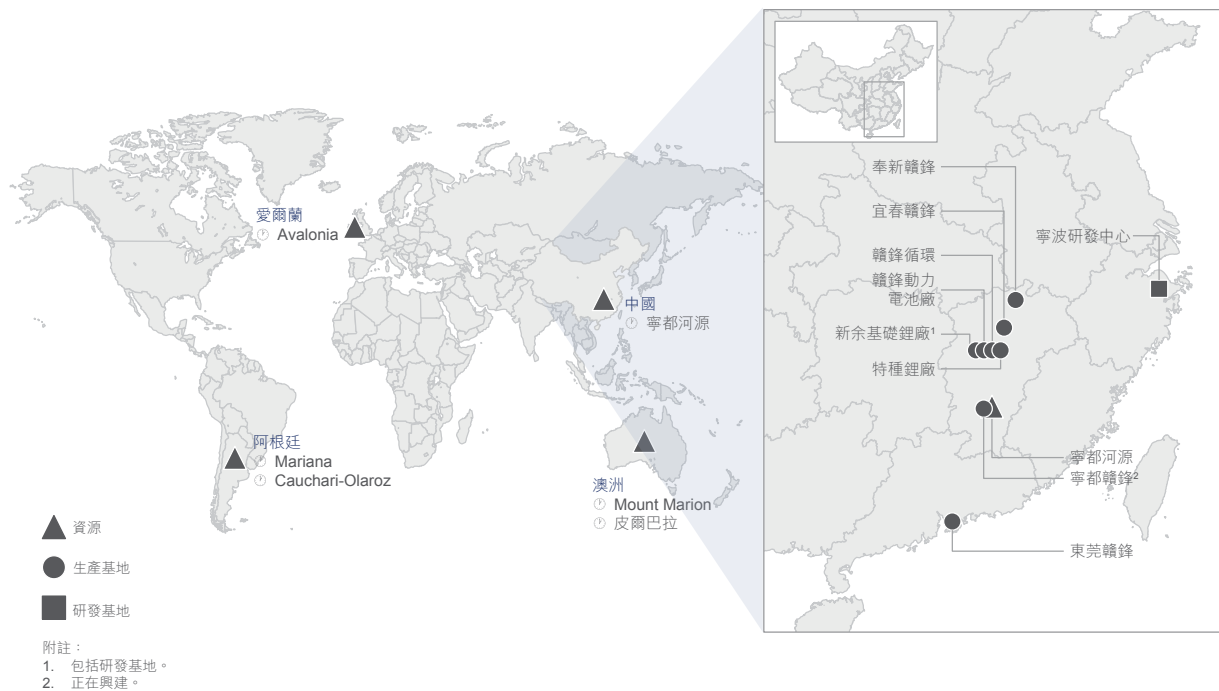 愛爾蘭
Avalonia
中國
寧都河源
阿根廷
Mariana
Cauchari-Olaroz
澳洲
Mount Marion
皮爾巴拉
奉新贛鋒
宜春贛鋒
寧波研發中心
贛鋒循環
贛鋒動力
電池廠
新余基礎鋰廠¹
特種鋰廠
寧都河源
寧都贛鋒²
東莞贛鋒
資源
生產基地
研發基地
附註：
1. 包括研發基地。
2. 正在興建。